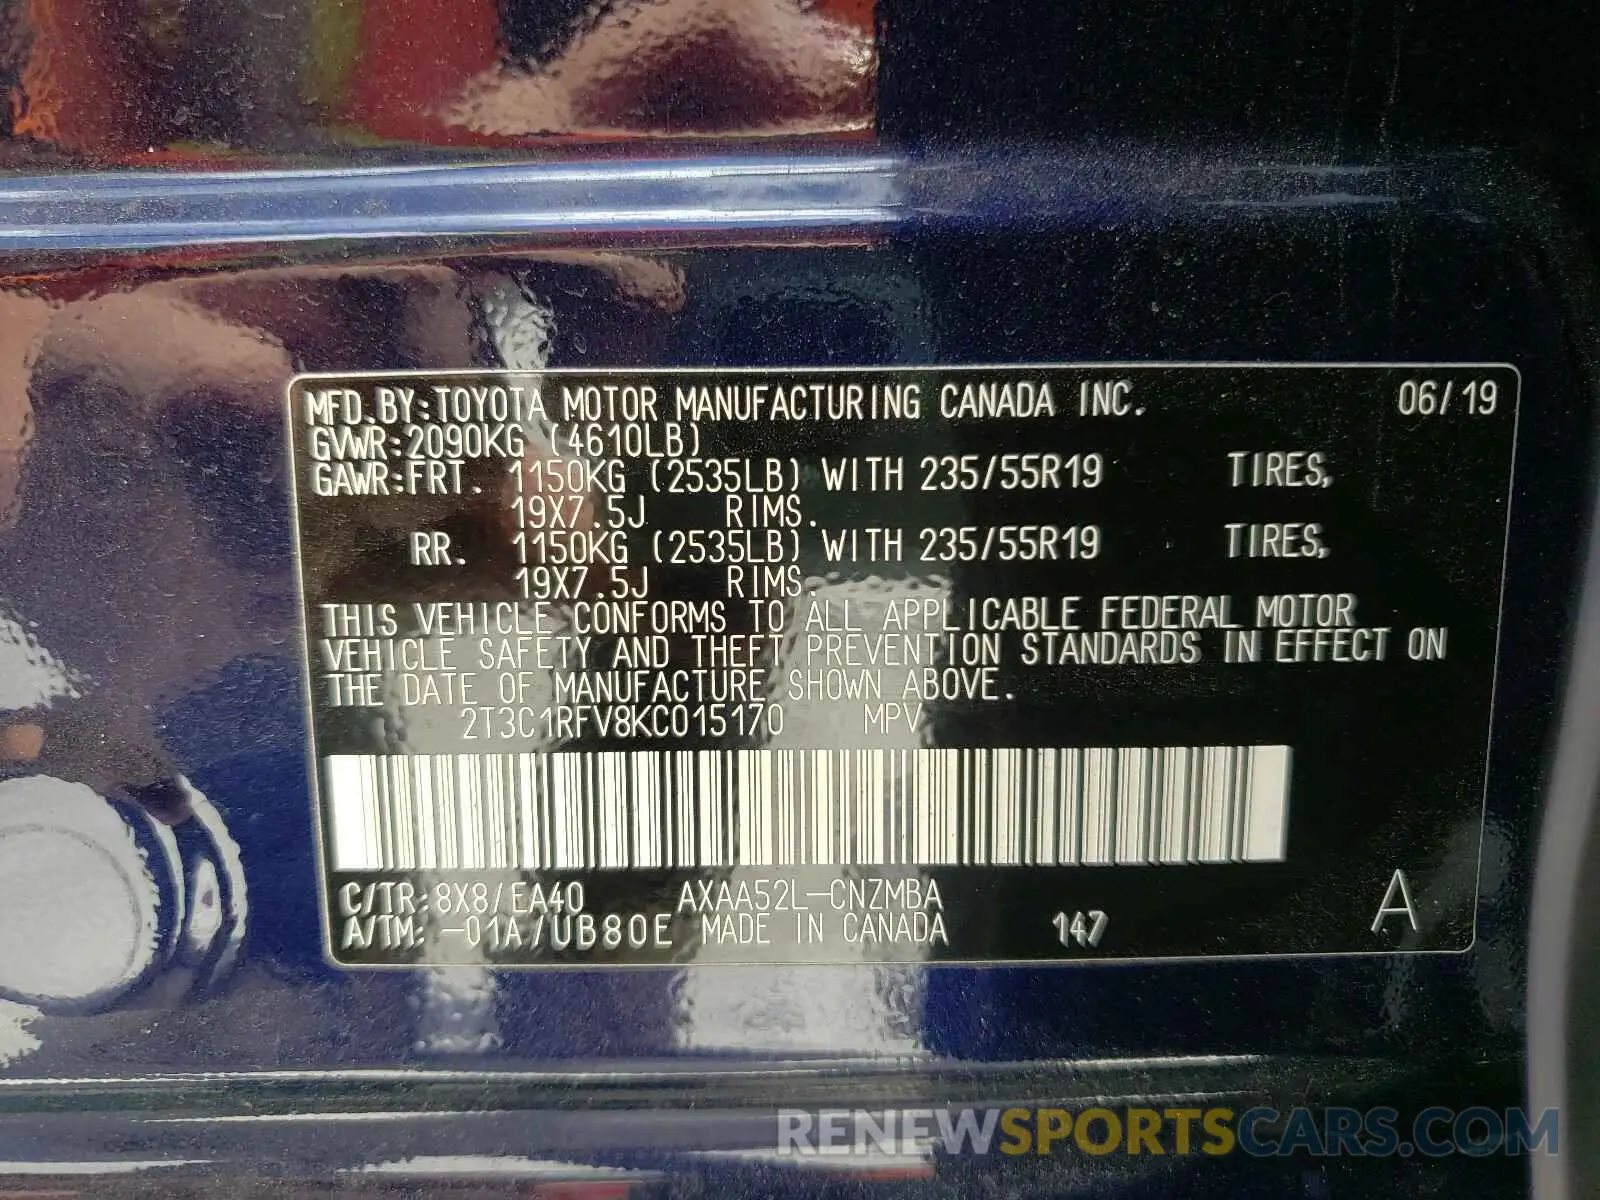 MFD.BY:TOYOTA MOTOR MANUFACTURING CANADA INC. 06/19
GVWR:2090KG (4610LB)
GAWR:FRT. 1150KG (2535LB) WITH 235/55R19 TIRES,
19X7.5J RIMS.
RR. 1150KG (2535LB) WITH 235/55R19 TIRES,
19X7.5J RIMS.
THIS VEHICLE CONFORMS TO ALL APPLICABLE FEDERAL MOTOR
VEHICLE SAFETY AND THEFT PREVENTION STANDARDS IN EFFECT ON
THE DATE OF MANUFACTURE SHOWN ABOVE.
2T3C1RFV8KC015170 MPV
C/TR:8X8/EA40 AXAA52L-CNZMBA A
A/TM:-01A/UB80E MADE IN CANADA 147
RENEWSPORTSCARS.COM